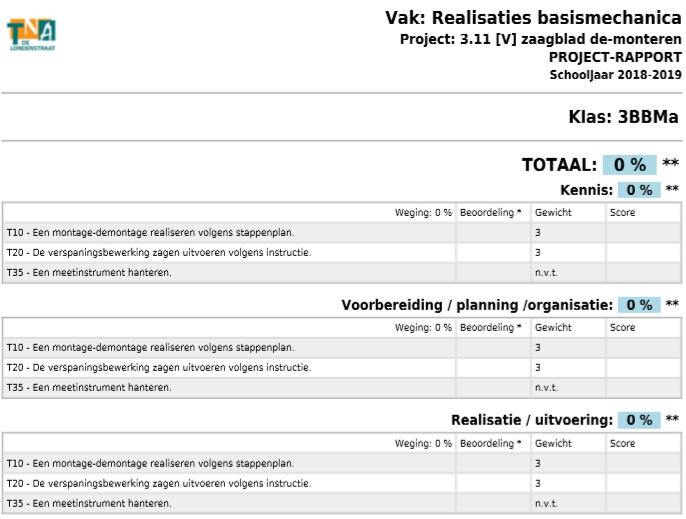 TNA
DE
LONDENSTRAAT
Vak: Realisaties basismechanica
Project: 3.11 [V] zaagblad de-monteren
PROJECT-RAPPORT
Schooljaar 2018-2019
Klas: 3BBMa
TOTAAL: 0 % **
Kennis: 0 % **
Weging: 0 % Beoordeling * Gewicht Score
T10 - Een montage-demontage realiseren volgens stappenplan. 3
T20 - De verspaningsbewerking zagen uitvoeren volgens instructie. 3
T35 - Een meetinstrument hanteren. n.v.t.
Voorbereiding / planning /organisatie: 0 % **
Weging: 0 % Beoordeling * Gewicht Score
T10 - Een montage-demontage realiseren volgens stappenplan. 3
T20 - De verspaningsbewerking zagen uitvoeren volgens instructie. 3
T35 - Een meetinstrument hanteren. n.v.t.
Realisatie / uitvoering: 0 % **
Weging: 0 % Beoordeling * Gewicht Score
T10 - Een montage-demontage realiseren volgens stappenplan. 3
T20 - De verspaningsbewerking zagen uitvoeren volgens instructie. 3
T35 - Een meetinstrument hanteren. n.v.t.